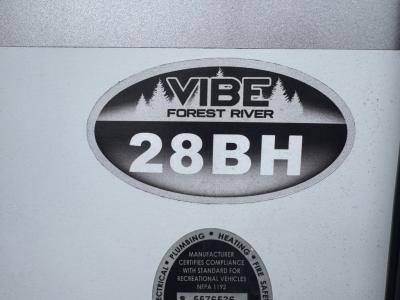 VIBE
FOREST RIVER
28BH
ELECTRICAL • PLUMBING • HEATING • FIRE SAFETY
MANUFACTURER
CERTIFIES COMPLIANCE
WITH STANDARD FOR
RECREATIONAL VEHICLES
NFPA 1192